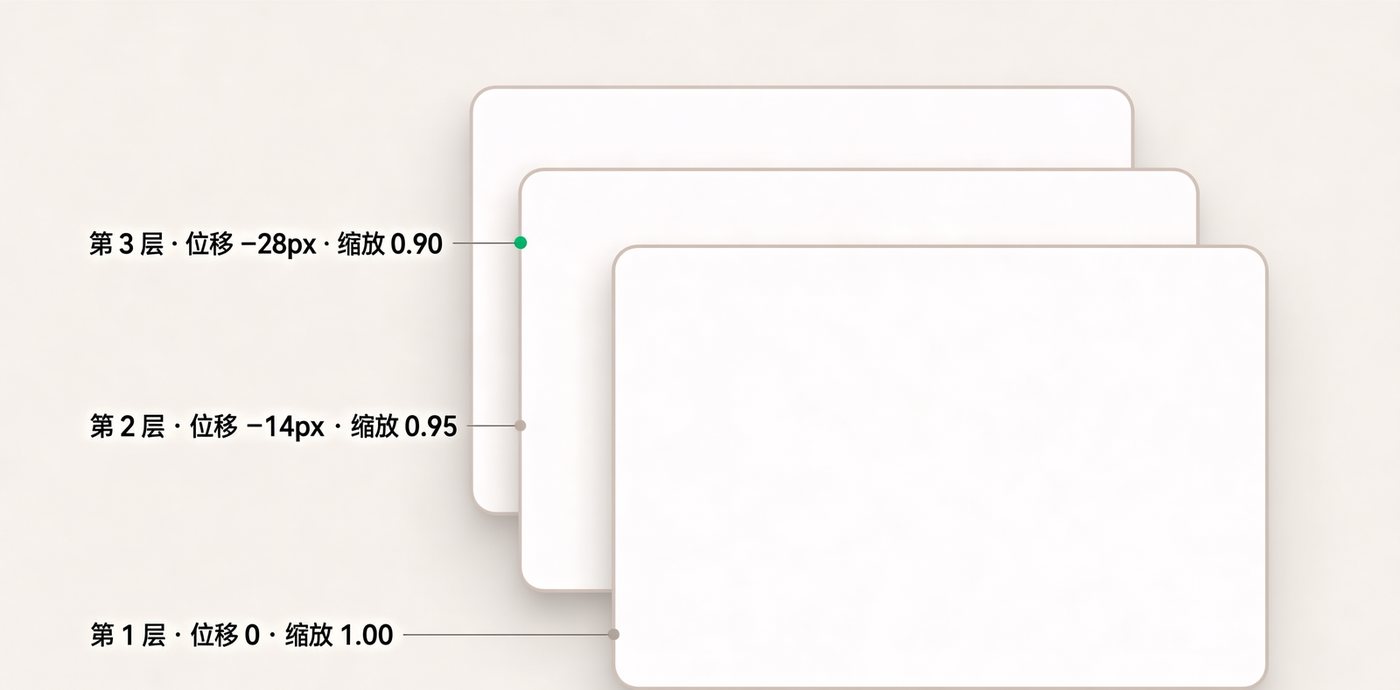 第 3 层 · 位移 −28px · 缩放 0.90
第 2 层 · 位移 −14px · 缩放 0.95
第 1 层 · 位移 0 · 缩放 1.00